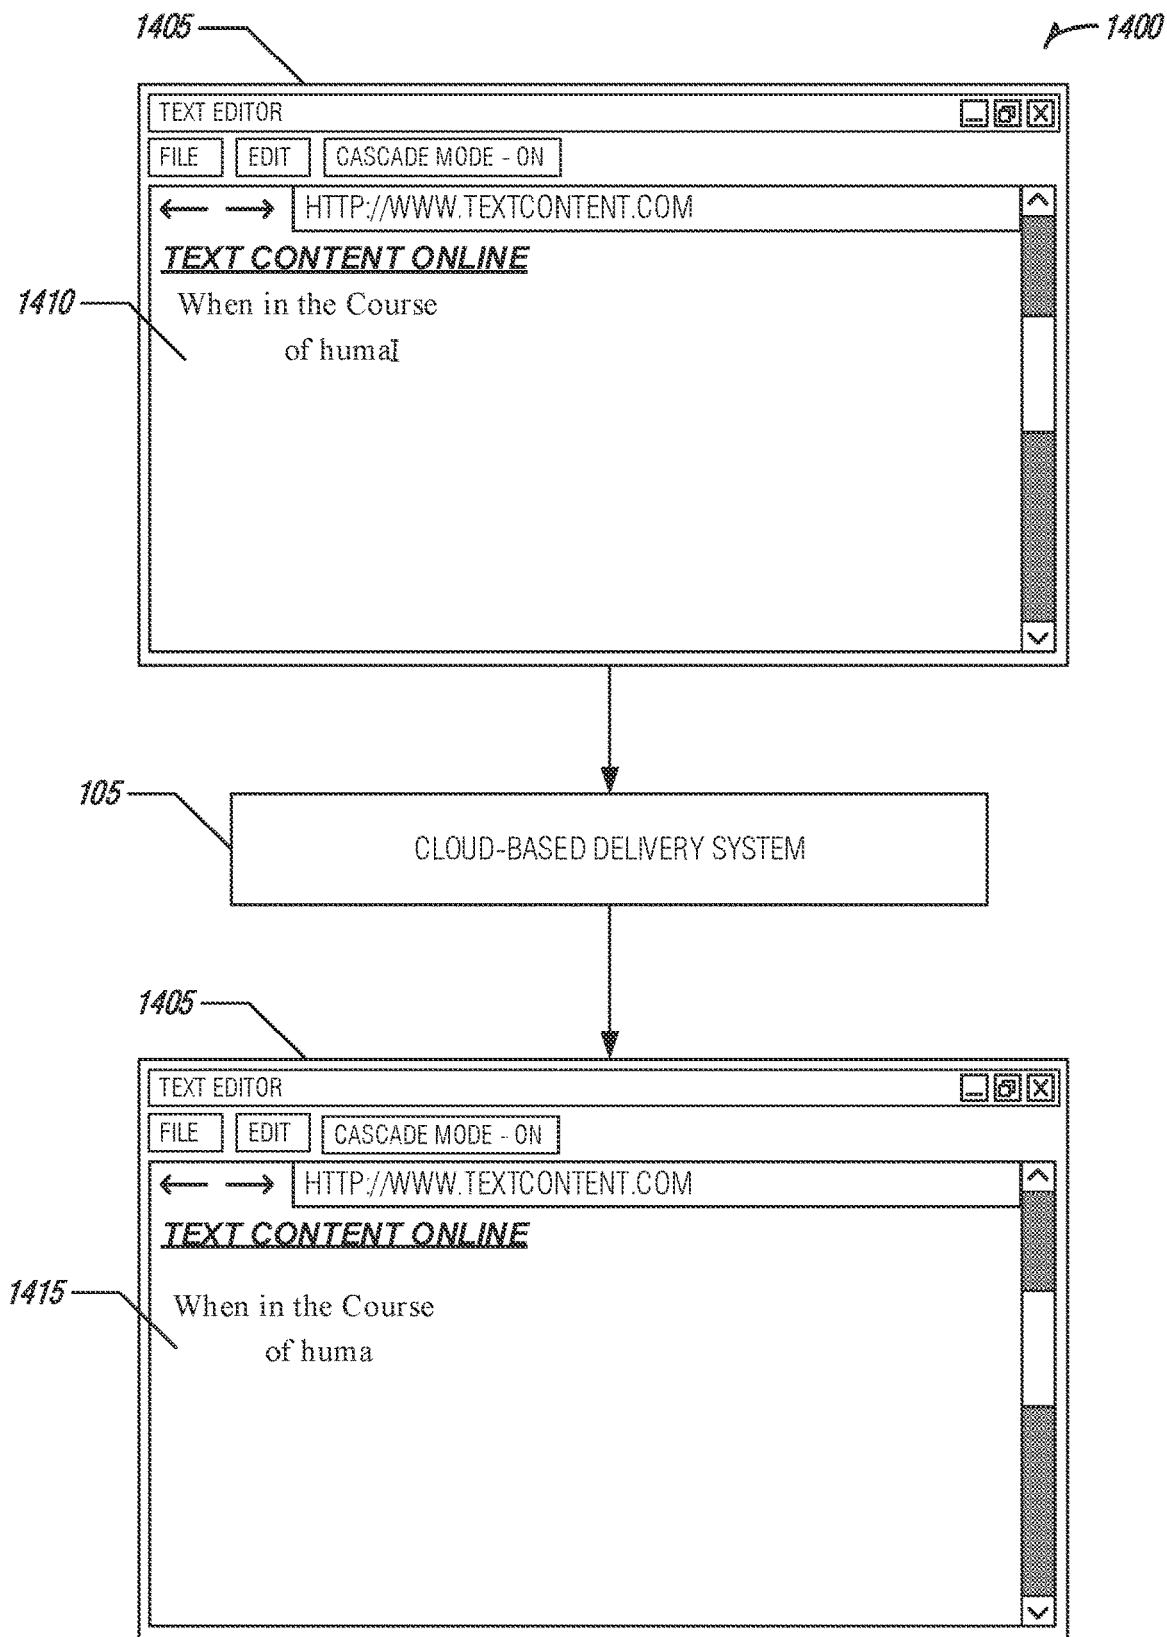 1405
1400
TEXT EDITOR
FILE EDIT CASCADE MODE - ON
HTTP://WWW.TEXTCONTENT.COM
TEXT CONTENT ONLINE
1410
When in the Course
of huma
105
CLOUD-BASED DELIVERY SYSTEM
1405
TEXT EDITOR
FILE EDIT CASCADE MODE - ON
HTTP://WWW.TEXTCONTENT.COM
TEXT CONTENT ONLINE
1415
When in the Course
of huma